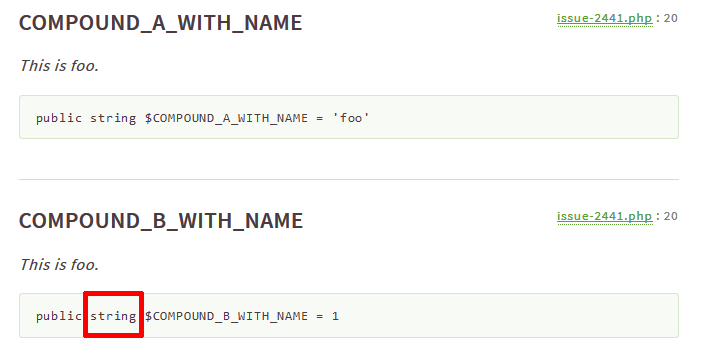 COMPOUND_A_WITH_NAME
issue-2441.php : 20
This is foo.
public string $COMPOUND_A_WITH_NAME = 'foo'
COMPOUND_B_WITH_NAME
issue-2441.php : 20
This is foo.
public string $COMPOUND_B_WITH_NAME = 1